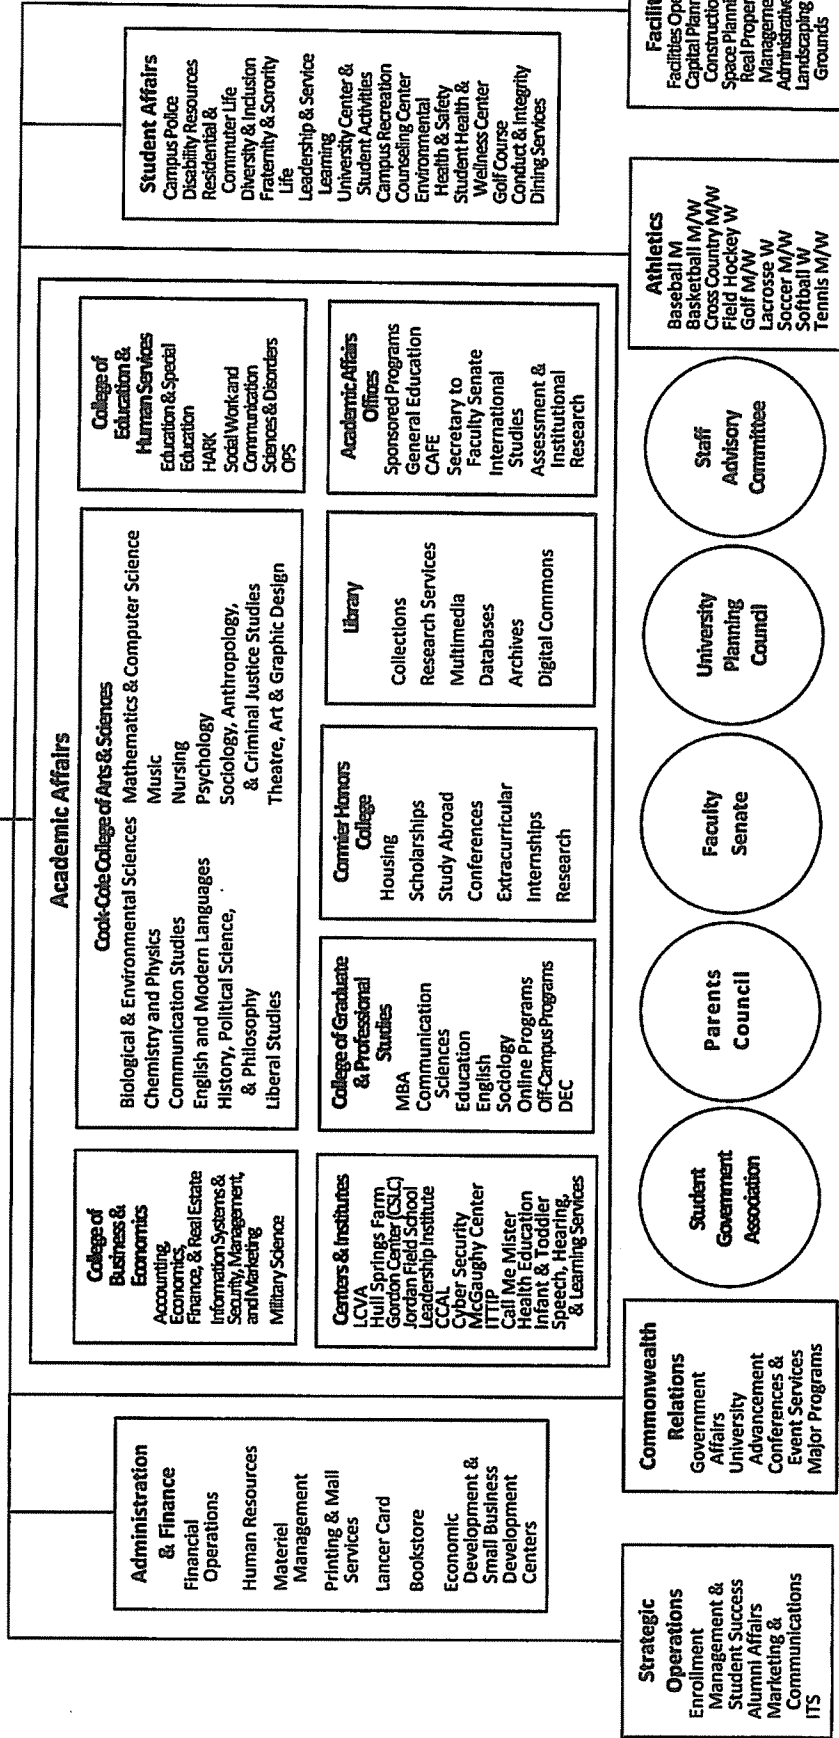 Academic Affairs
Administration
& Finance
Financial
Operations
Human Resources
Materiel
Management
Printing & Mail
Services
Lancer Card
Bookstore
Economic
Development &
Small Business
Development
Centers
College of
Business &
Economics
Accounting,
Economics,
Finance, & Real Estate
Information Systems &
Security, Management,
and Marketing
Military Science
Cook-Cole College of Arts & Sciences
Biological & Environmental Sciences
Chemistry and Physics
Communication Studies
English and Modern Languages
History, Political Science,
& Philosophy
Liberal Studies
Mathematics & Computer Science
Music
Nursing
Psychology
Sociology, Anthropology,
& Criminal Justice Studies
Theatre, Art & Graphic Design
College of
Education &
Human Services
Education & Special
Education
HARK
Social Work and
Communication
Sciences & Disorders
OPS
Student Affairs
Campus Police
Disability Resources
Residential &
Commuter Life
Diversity & Inclusion
Fraternity & Sorority
Life
Leadership & Service
Learning
University Center &
Student Activities
Campus Recreation
Counseling Center
Environmental
Health & Safety
Student Health &
Wellness Center
Golf Course
Conduct & Integrity
Dining Services
Centers & Institutes
LCVA
Hull Springs Farm
Gordon Center (CSLC)
Jordan Field School
Leadership Institute
CCAL
Cyber Security
McGaughy Center
ITTIP
Call Me Mister
Health Education
Infant & Toddler
Speech, Hearing,
& Learning Services
College of Graduate
& Professional
Studies
MBA
Communication
Sciences
Education
English
Sociology
Online Programs
Off-Campus Programs
DEC
Cormier Honors
College
Housing
Scholarships
Study Abroad
Conferences
Extracurricular
Internships
Research
Library
Collections
Research Services
Multimedia
Databases
Archives
Digital Commons
Academic Affairs
Offices
Sponsored Programs
General Education
CAFE
Secretary to
Faculty Senate
International
Studies
Assessment &
Institutional
Research
Strategic
Operations
Enrollment
Management &
Student Success
Alumni Affairs
Marketing &
Communications
ITS
Commonwealth
Relations
Government
Affairs
University
Advancement
Conferences &
Event Services
Major Programs
Student
Government
Association
Parents
Council
Faculty
Senate
University
Planning
Council
Staff
Advisory
Committee
Athletics
Baseball M
Basketball M/W
Cross Country M/W
Field Hockey W
Golf M/W
Lacrosse W
Soccer M/W
Softball W
Tennis M/W
Facilit
Facilities Ope
Capital Plann
Construction
Space Planni
Real Proper
Management
Administrative
Landscaping
Grounds